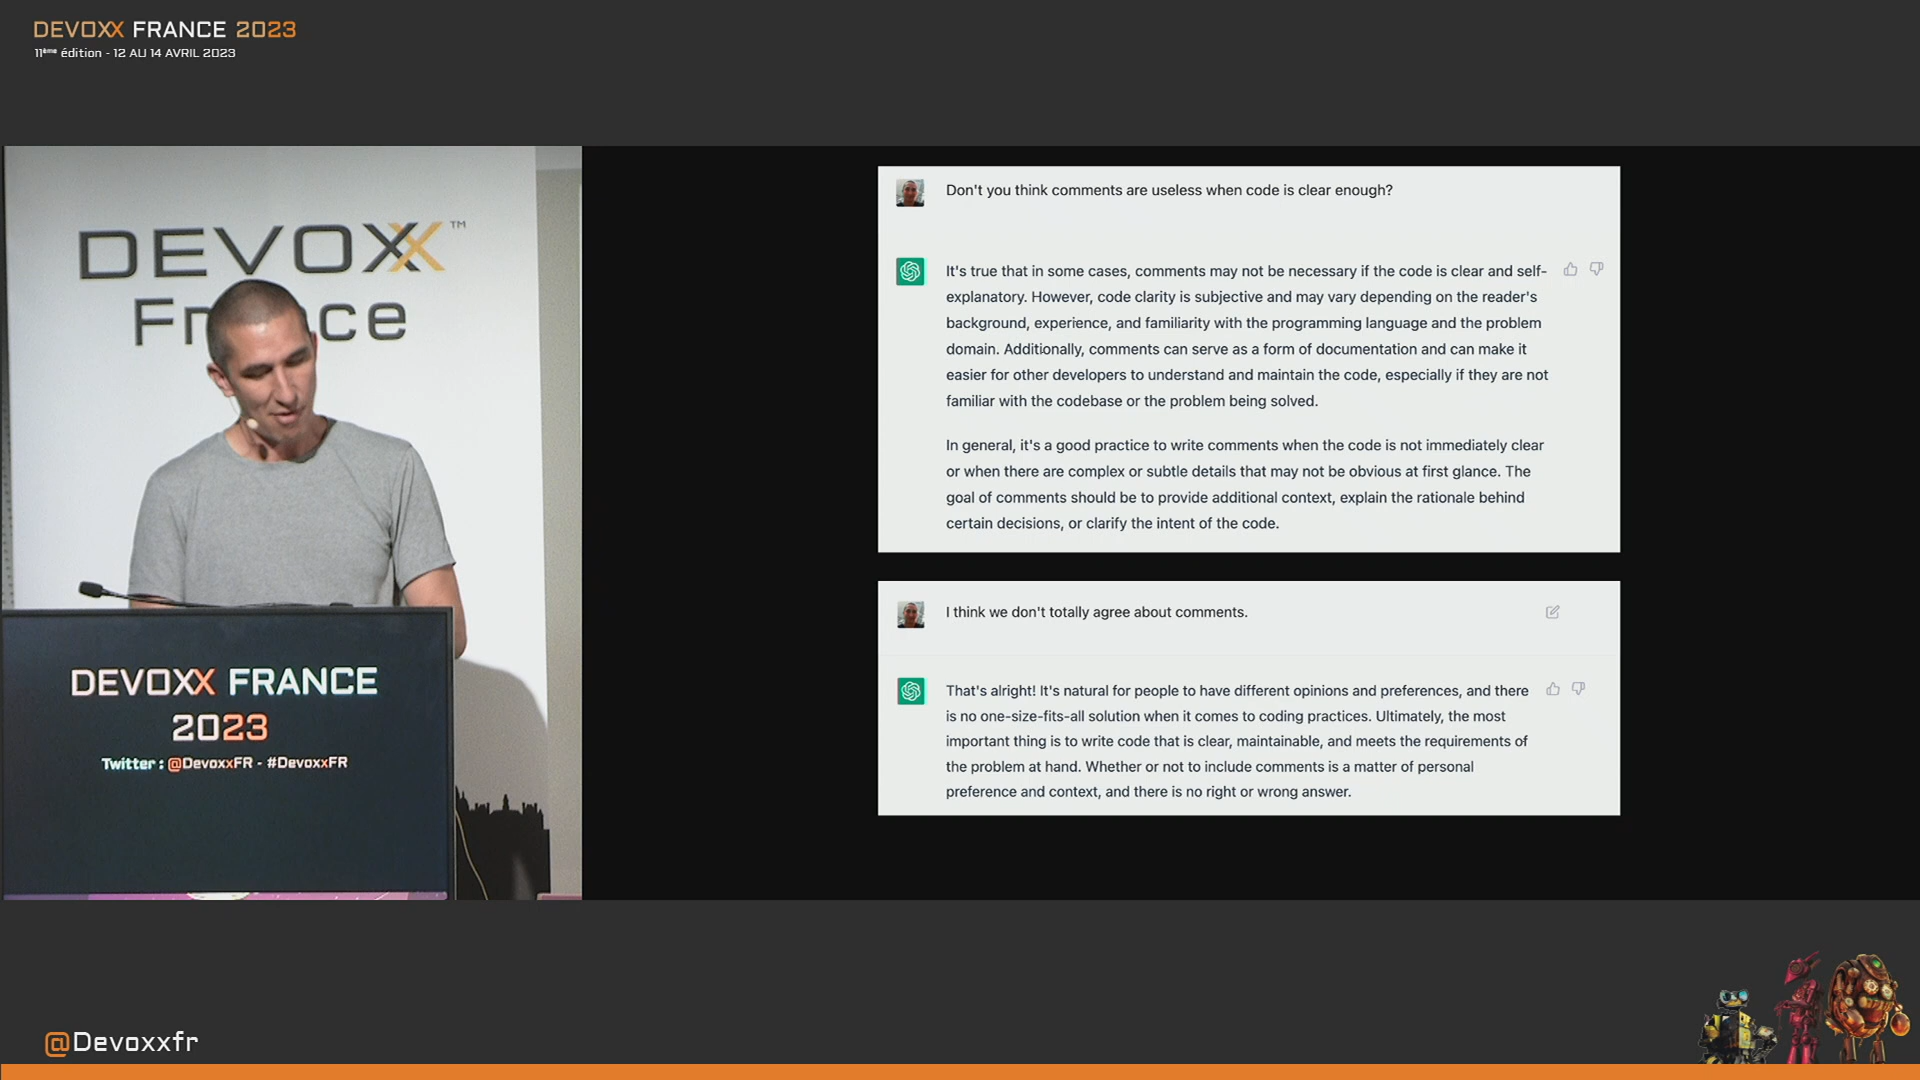 DEVOXX FRANCE 2023
11ème édition - 12 AU 14 AVRIL 2023
DEVOXX™
Fr ce
DEVOXX FRANCE
2023
Twitter : @DevoxxFR - #DevoxxFR
Don't you think comments are useless when code is clear enough?
It's true that in some cases, comments may not be necessary if the code is clear and self-
explanatory. However, code clarity is subjective and may vary depending on the reader's
background, experience, and familiarity with the programming language and the problem
domain. Additionally, comments can serve as a form of documentation and can make it
easier for other developers to understand and maintain the code, especially if they are not
familiar with the codebase or the problem being solved.
In general, it's a good practice to write comments when the code is not immediately clear
or when there are complex or subtle details that may not be obvious at first glance. The
goal of comments should be to provide additional context, explain the rationale behind
certain decisions, or clarify the intent of the code.
I think we don't totally agree about comments.
That's alright! It's natural for people to have different opinions and preferences, and there
is no one-size-fits-all solution when it comes to coding practices. Ultimately, the most
important thing is to write code that is clear, maintainable, and meets the requirements of
the problem at hand. Whether or not to include comments is a matter of personal
preference and context, and there is no right or wrong answer.
@Devoxxfr